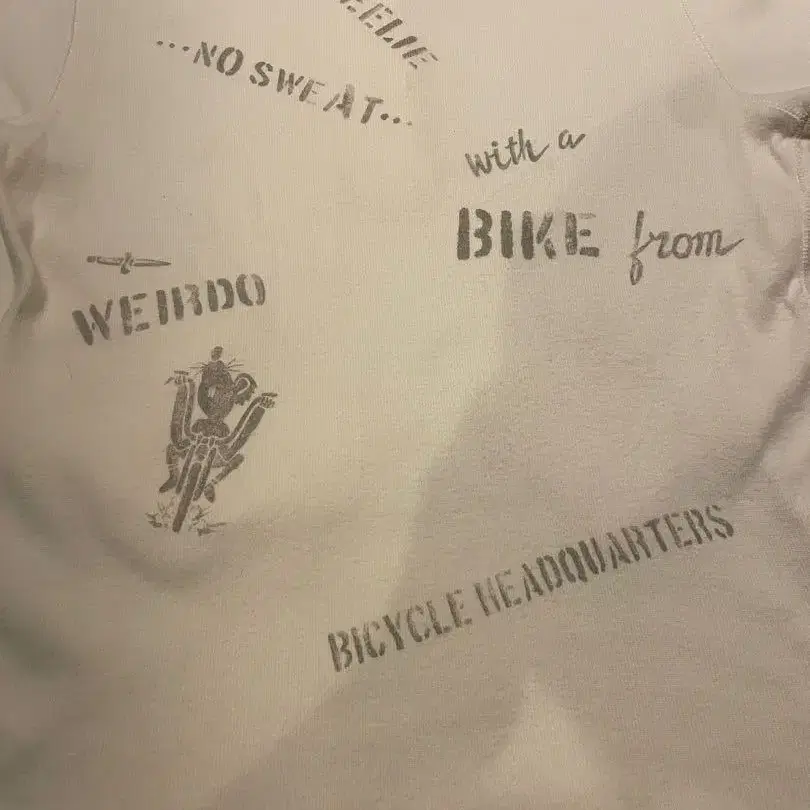 ...NO SWEAT...
with a
BIKE from
WEIRDO
BICYCLE HEADQUARTERS